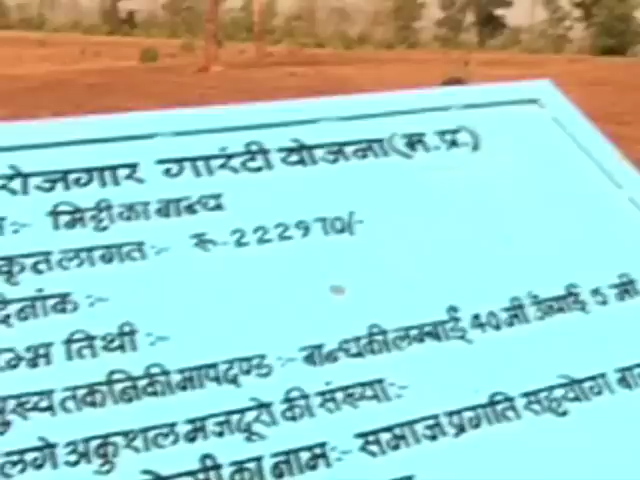 रोजगार गारंटी योजना (म.प्र.)
:- मिट्टी का बान्ध
कृत लागत :- रू. 222970/-
दिनांक :-
म्भ तिथी :-
मुख्य तकनिकी मापदण्ड :- बान्ध की लम्बाई 40 मी ऊंचाई 5 मी
लगे अकुशल मजदूरो की संख्या :-
का नाम :- समाज प्रगति सहयोग